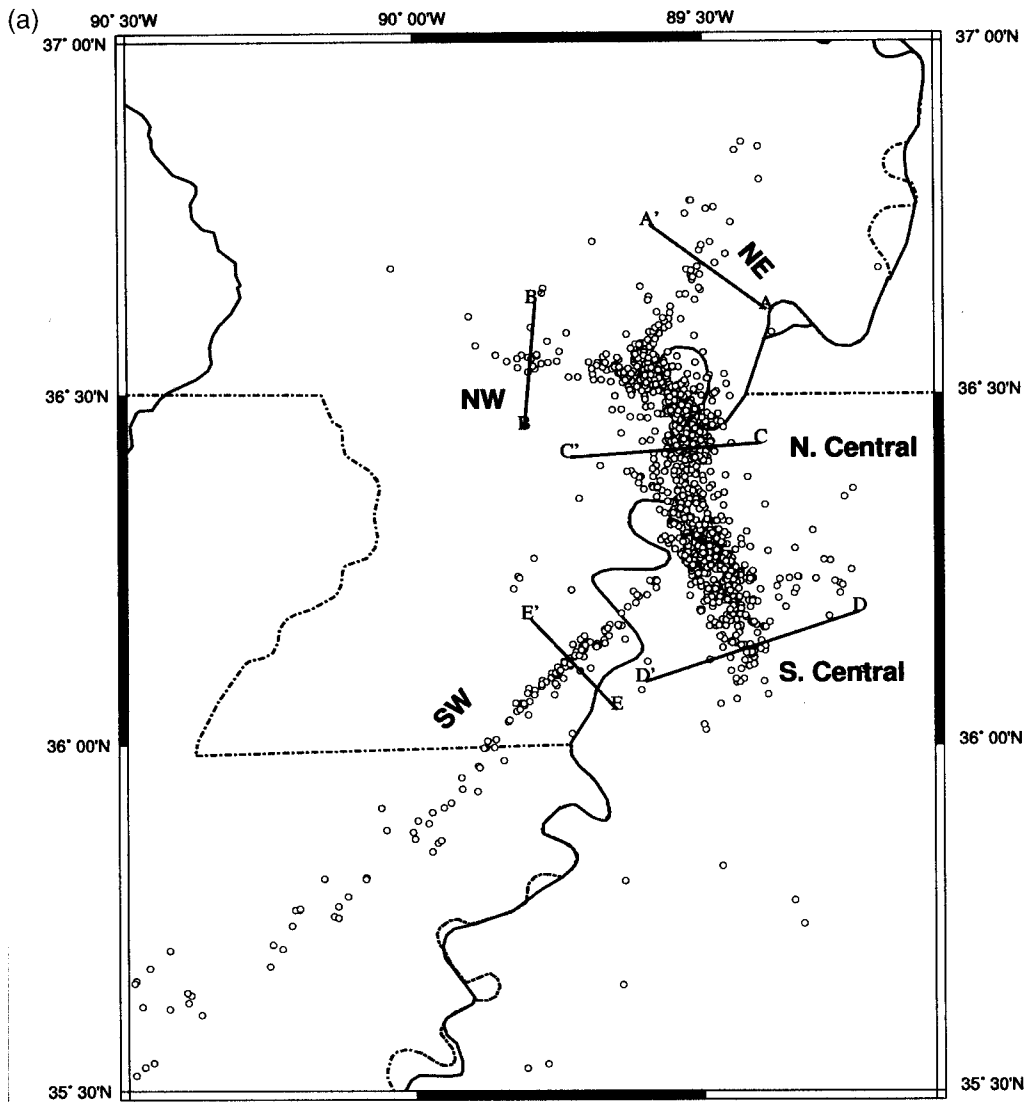 (a)
90° 30'W 90° 00'W 89° 30'W
37° 00'N 37° 00'N
A'
NE
A
B'
NW
B
36° 30'N 36° 30'N
C' C
N. Central
E' D
D'
S. Central
E
SW
36° 00'N 36° 00'N
35° 30'N 35° 30'N